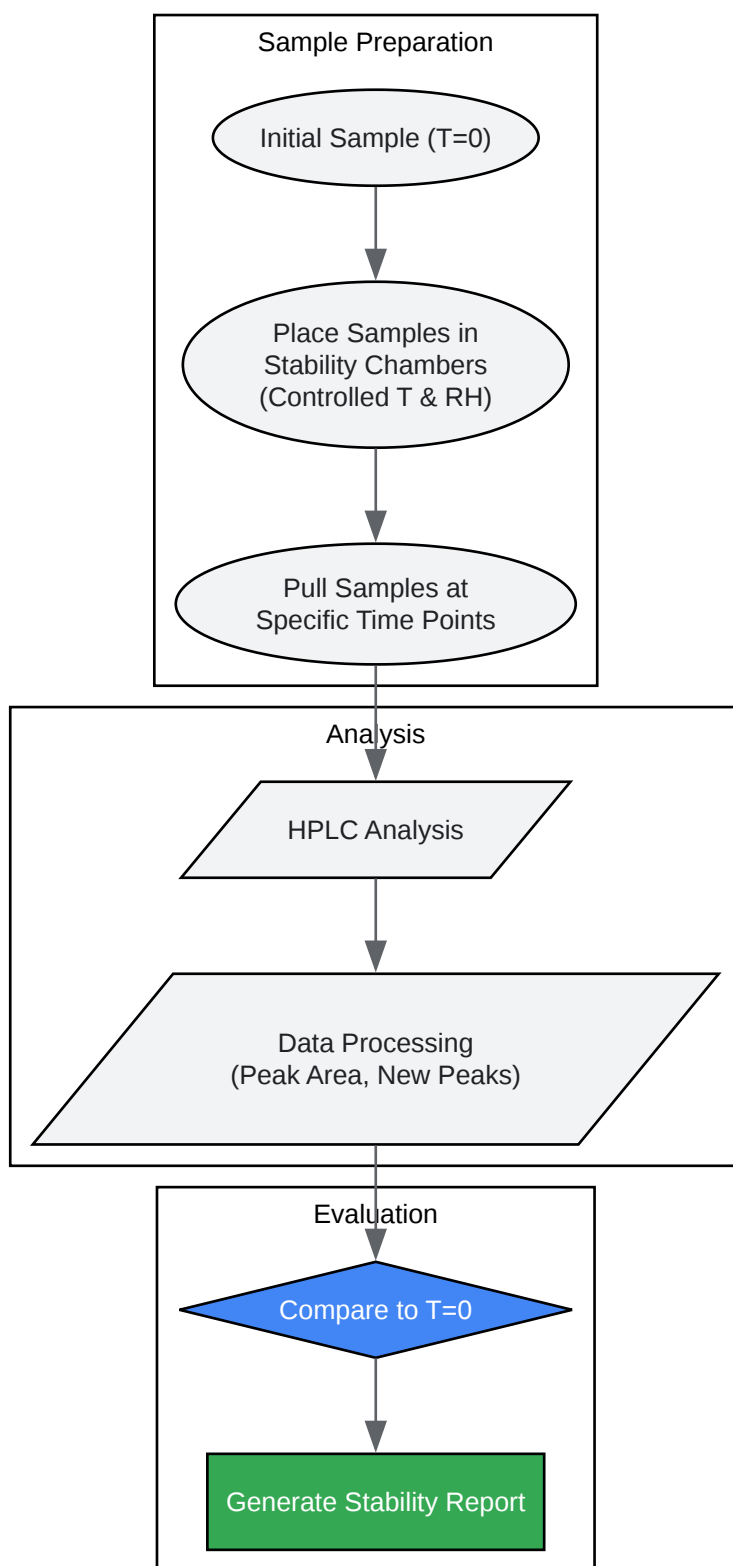 Sample Preparation
Initial Sample (T=0)
Place Samples in
Stability Chambers
(Controlled T & RH)
Pull Samples at
Specific Time Points
Analysis
HPLC Analysis
Data Processing
(Peak Area, New Peaks)
Evaluation
Compare to T=0
Generate Stability Report